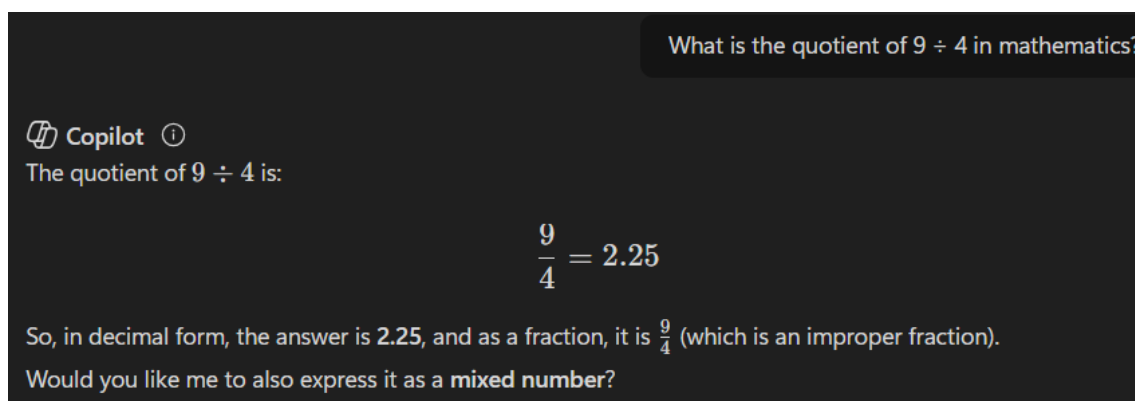 What is the quotient of 9 ÷ 4 in mathematics?
Copilot
The quotient of 9 ÷ 4 is:
9/4 = 2.25
So, in decimal form, the answer is 2.25, and as a fraction, it is 9/4 (which is an improper fraction).
Would you like me to also express it as a mixed number?